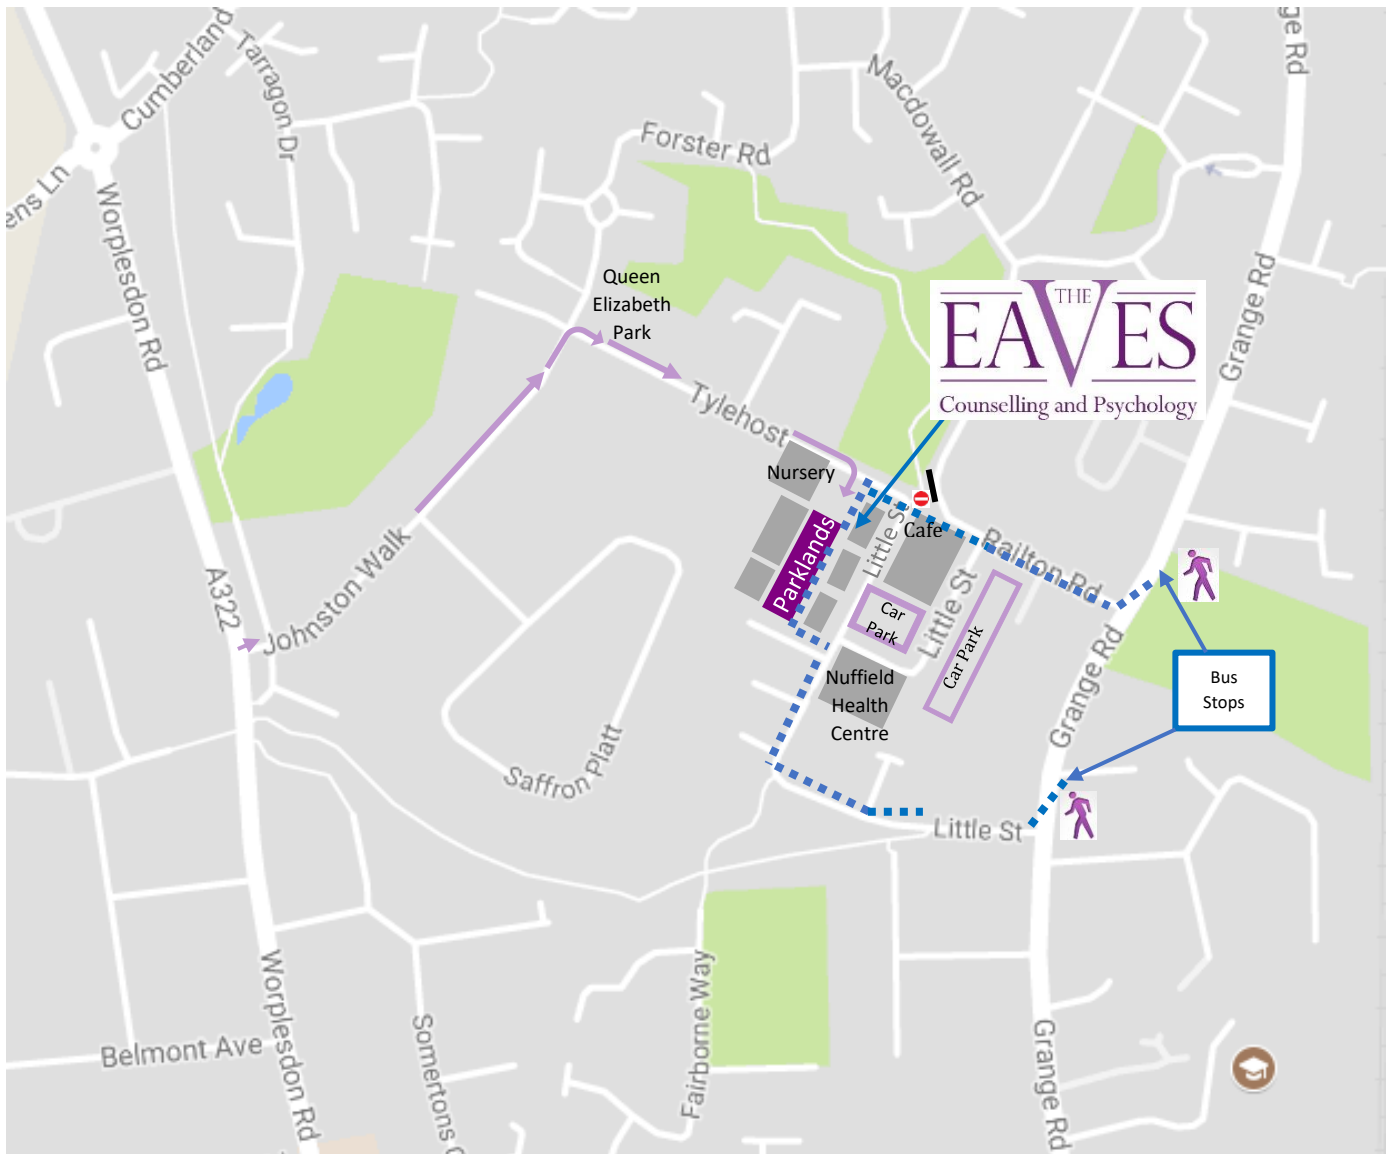 ge Rd
Cumberland
Tarragon Dr
Macdowall Rd
Forster Rd
ens Ln
Worplesdon Rd
Queen
Elizabeth
Park
Grange Rd
THE
EAVES
Counselling and Psychology
Tylehost
Nursery
Parklands
Little S
Cafe
Railton Rd
Little St
Car
Park
Car Park
A322
Johnston Walk
Nuffield
Health
Centre
Grange Rd
Bus
Stops
Saffron Platt
Little St
Belmont Ave
Worplesdon Rd
Somertons C
Fairborne Way
Grange Rd